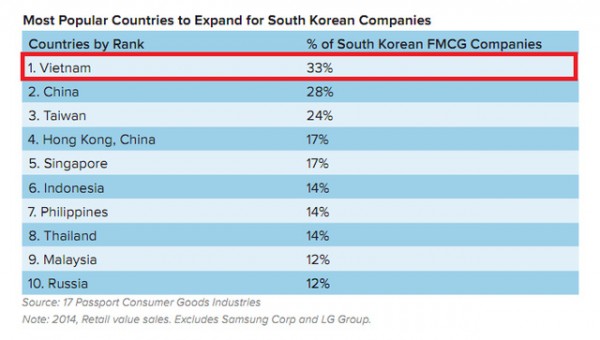 Most Popular Countries to Expand for South Korean Companies
Countries by Rank % of South Korean FMCG Companies
1. Vietnam 33%
2. China 28%
3. Taiwan 24%
4. Hong Kong, China 17%
5. Singapore 17%
6. Indonesia 14%
7. Philippines 14%
8. Thailand 14%
9. Malaysia 12%
10. Russia 12%
Source: 17 Passport Consumer Goods Industries
Note: 2014, Retail value sales. Excludes Samsung Corp and LG Group.